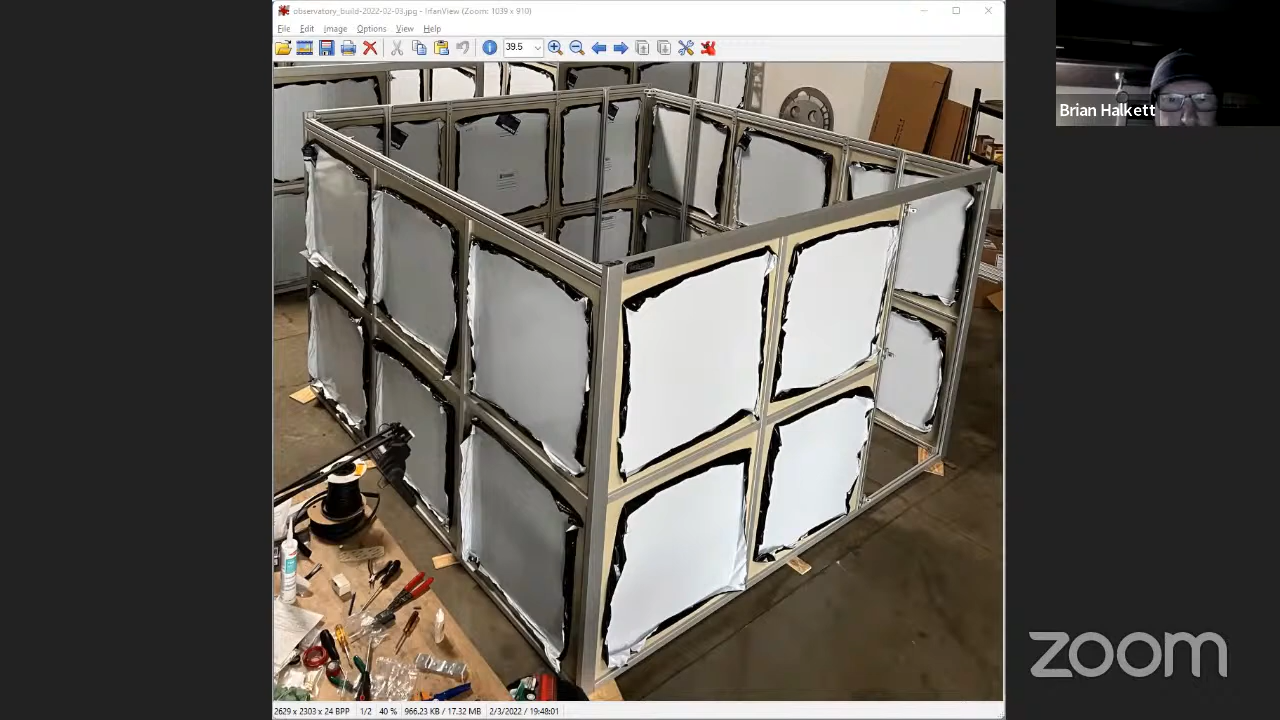 observatory_build-2022-02-03.jpg - IrfanView (Zoom: 1039 x 910)
File Edit Image Options View Help
39.5
Brian Halkett
2629 x 2303 x 24 BPP 1/2 40 % 966.23 KB / 17.32 MB 2/3/2022 / 19:48:01
zoom